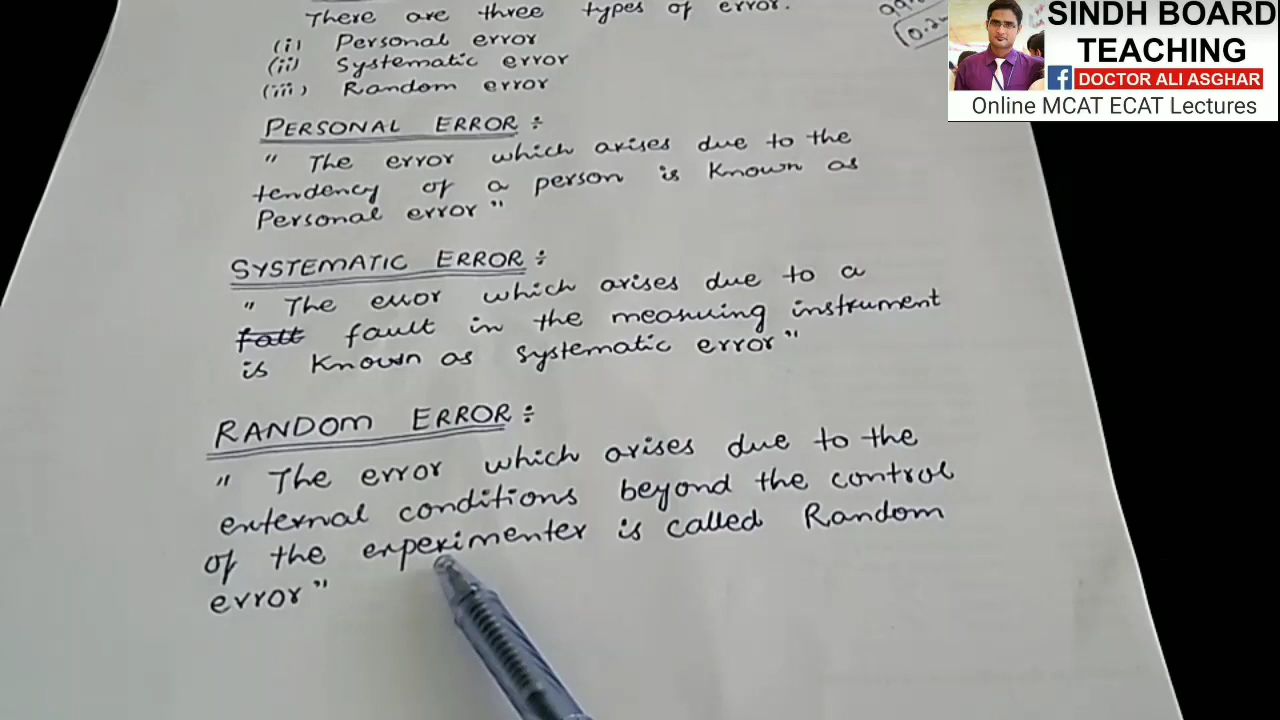 There are three types of error.
(i) Personal error
(ii) Systematic error
(iii) Random error
PERSONAL ERROR :
" The error which arises due to the
tendency of a person is known as
Personal error"
SYSTEMATIC ERROR :
" The error which arises due to a
fault in the measuring instrument
is known as systematic error"
RANDOM ERROR :
" The error which arises due to the
external conditions beyond the control
of the experimenter is called Random
error"
SINDH BOARD
TEACHING
DOCTOR ALI ASGHAR
Online MCAT ECAT Lectures